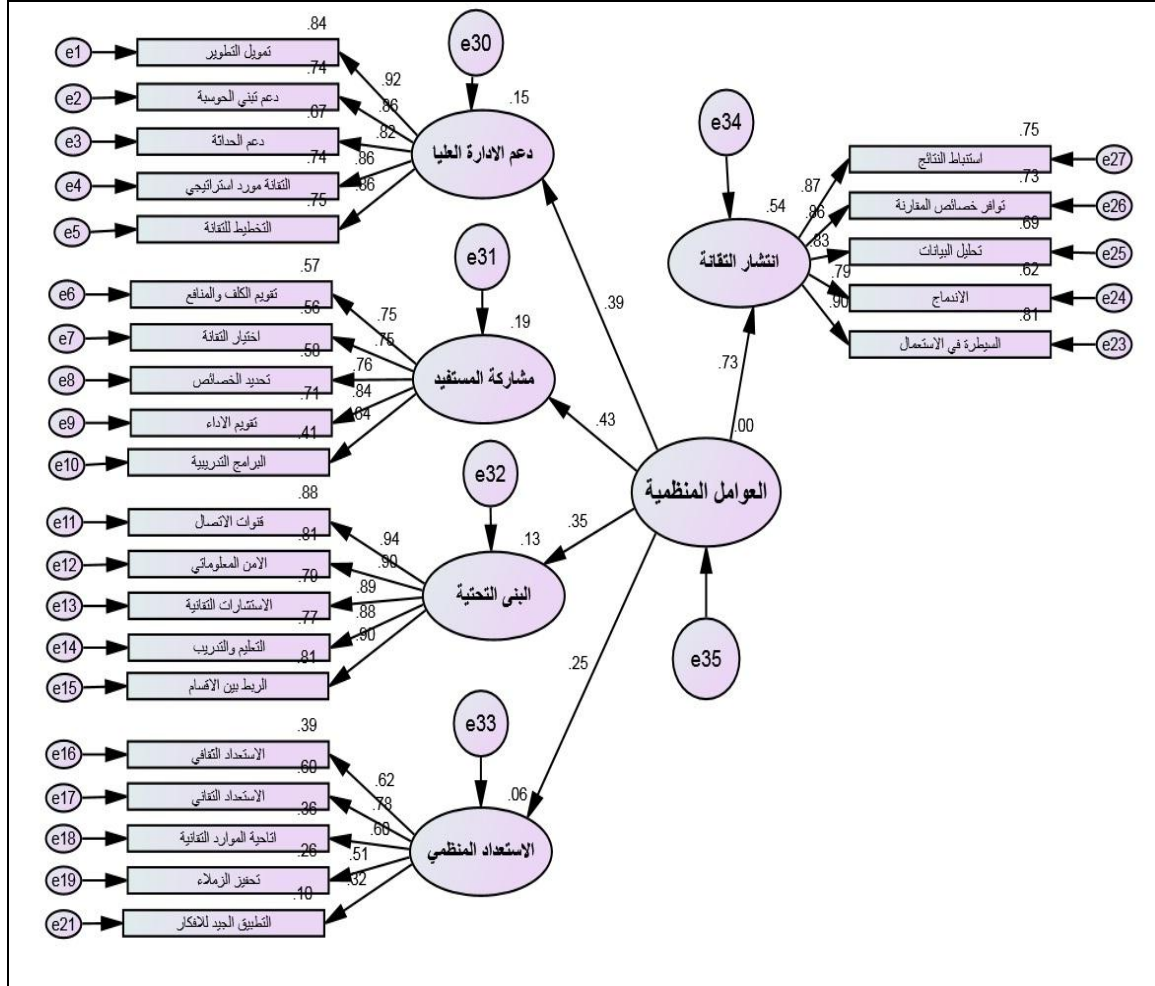 .84
e1
تمويل التطوير
.92
.74
e2
دعم تبني الحوسبة
.86
.67
e3
دعم الحداثة
.82
.74
e4
التقانة مورد استراتيجي
.86
.75
e5
التخطيط للتقانة
.86
e30
.15
دعم الادارة العليا
.57
e6
تقويم الكلف والمنافع
.75
.56
e7
اختيار التقانة
.75
.58
e8
تحديد الخصائص
.76
.71
e9
تقويم الاداء
.84
.41
e10
البرامج التدريبية
.64
e31
.19
مشاركة المستفيد
.88
e11
قنوات الاتصال
.94
.81
e12
الامن المعلوماتي
.90
.79
e13
الاستشارات التقانية
.89
.77
e14
التعليم والتدريب
.88
.81
e15
الربط بين الاقسام
.90
e32
.13
البنى التحتية
.39
e16
الاستعداد الثقافي
.62
.60
e17
الاستعداد التقاني
.78
.36
e18
اتاحية الموارد التقانية
.60
.26
e19
تحفيز الزملاء
.51
.10
e21
التطبيق الجيد للافكار
.32
e33
.06
الاستعداد المنظمي
.39
.43
.35
.25
.73
.00
العوامل المنظمية
e35
e34
.54
انتشار التقانة
.75
استنباط النتائج
e27
.87
.73
توافر خصائص المقارنة
e26
.86
.69
تحليل البيانات
e25
.83
.62
الاندماج
e24
.79
.81
السيطرة في الاستعمال
e23
.90